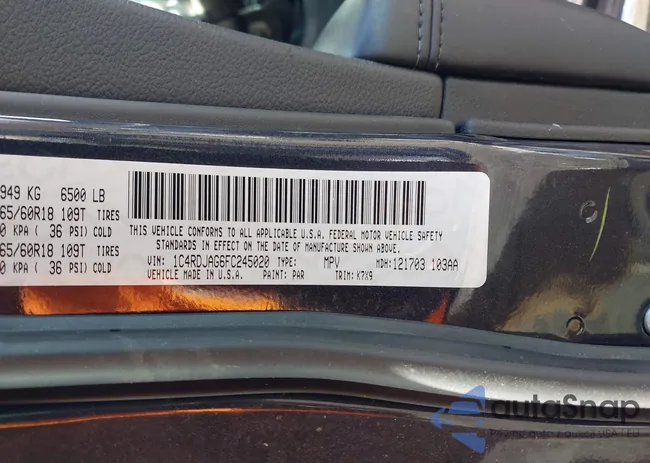 949 KG 6500 LB
65/60R18 109T TIRES
0 KPA ( 36 PSI) COLD
65/60R18 109T TIRES
0 KPA ( 36 PSI) COLD
THIS VEHICLE CONFORMS TO ALL APPLICABLE U.S.A. FEDERAL MOTOR VEHICLE SAFETY
STANDARDS IN EFFECT ON THE DATE OF MANUFACTURE SHOWN ABOVE.
VIN: 1C4RDJAG6FC245020 TYPE: MPV MDH: 121703 103AA
MADE IN U.S.A. PAINT: PAR TRIM: K7X9
autoSnap